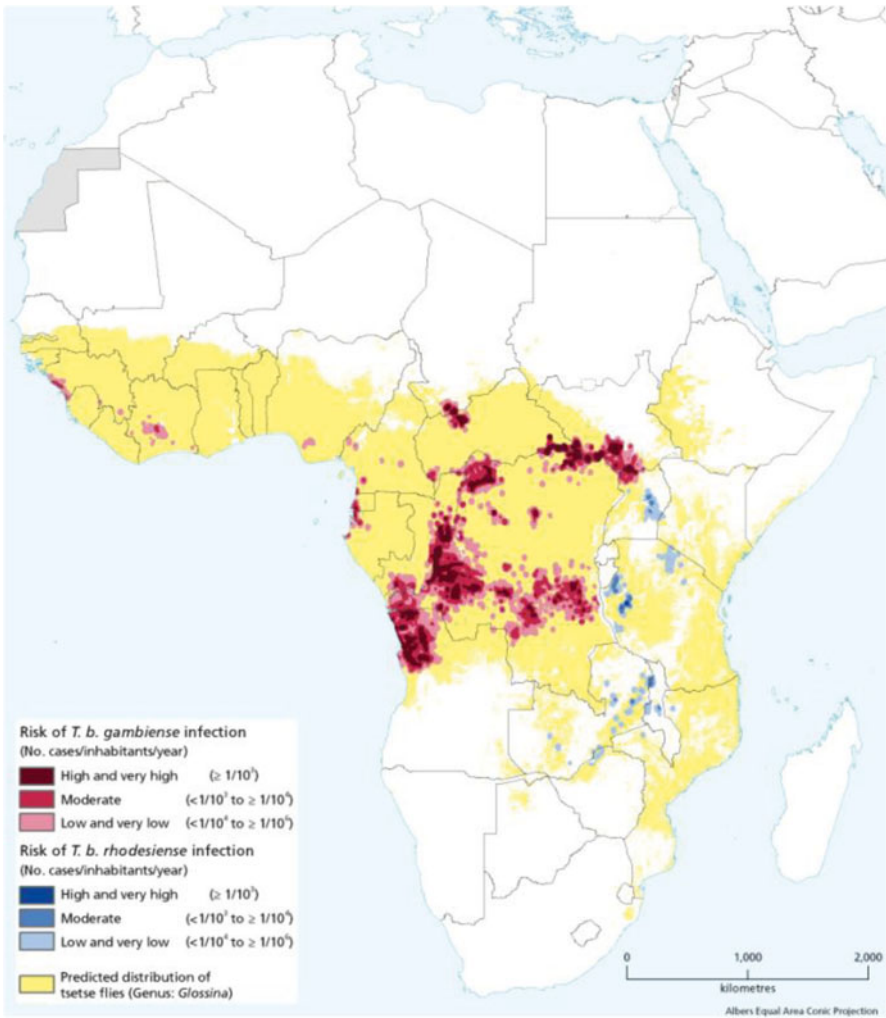 Risk of T. b. gambiense infection
(No. cases/inhabitants/year)
High and very high (≥ 1/10³)
Moderate (<1/10³ to ≥ 1/10⁴)
Low and very low (<1/10⁴ to ≥ 1/10⁶)
Risk of T. b. rhodesiense infection
(No. cases/inhabitants/year)
High and very high (≥ 1/10³)
Moderate (<1/10³ to ≥ 1/10⁴)
Low and very low (<1/10⁴ to ≥ 1/10⁶)
Predicted distribution of
tsetse flies (Genus: Glossina)
0 1,000 2,000
kilometres
Albers Equal Area Conic Projection